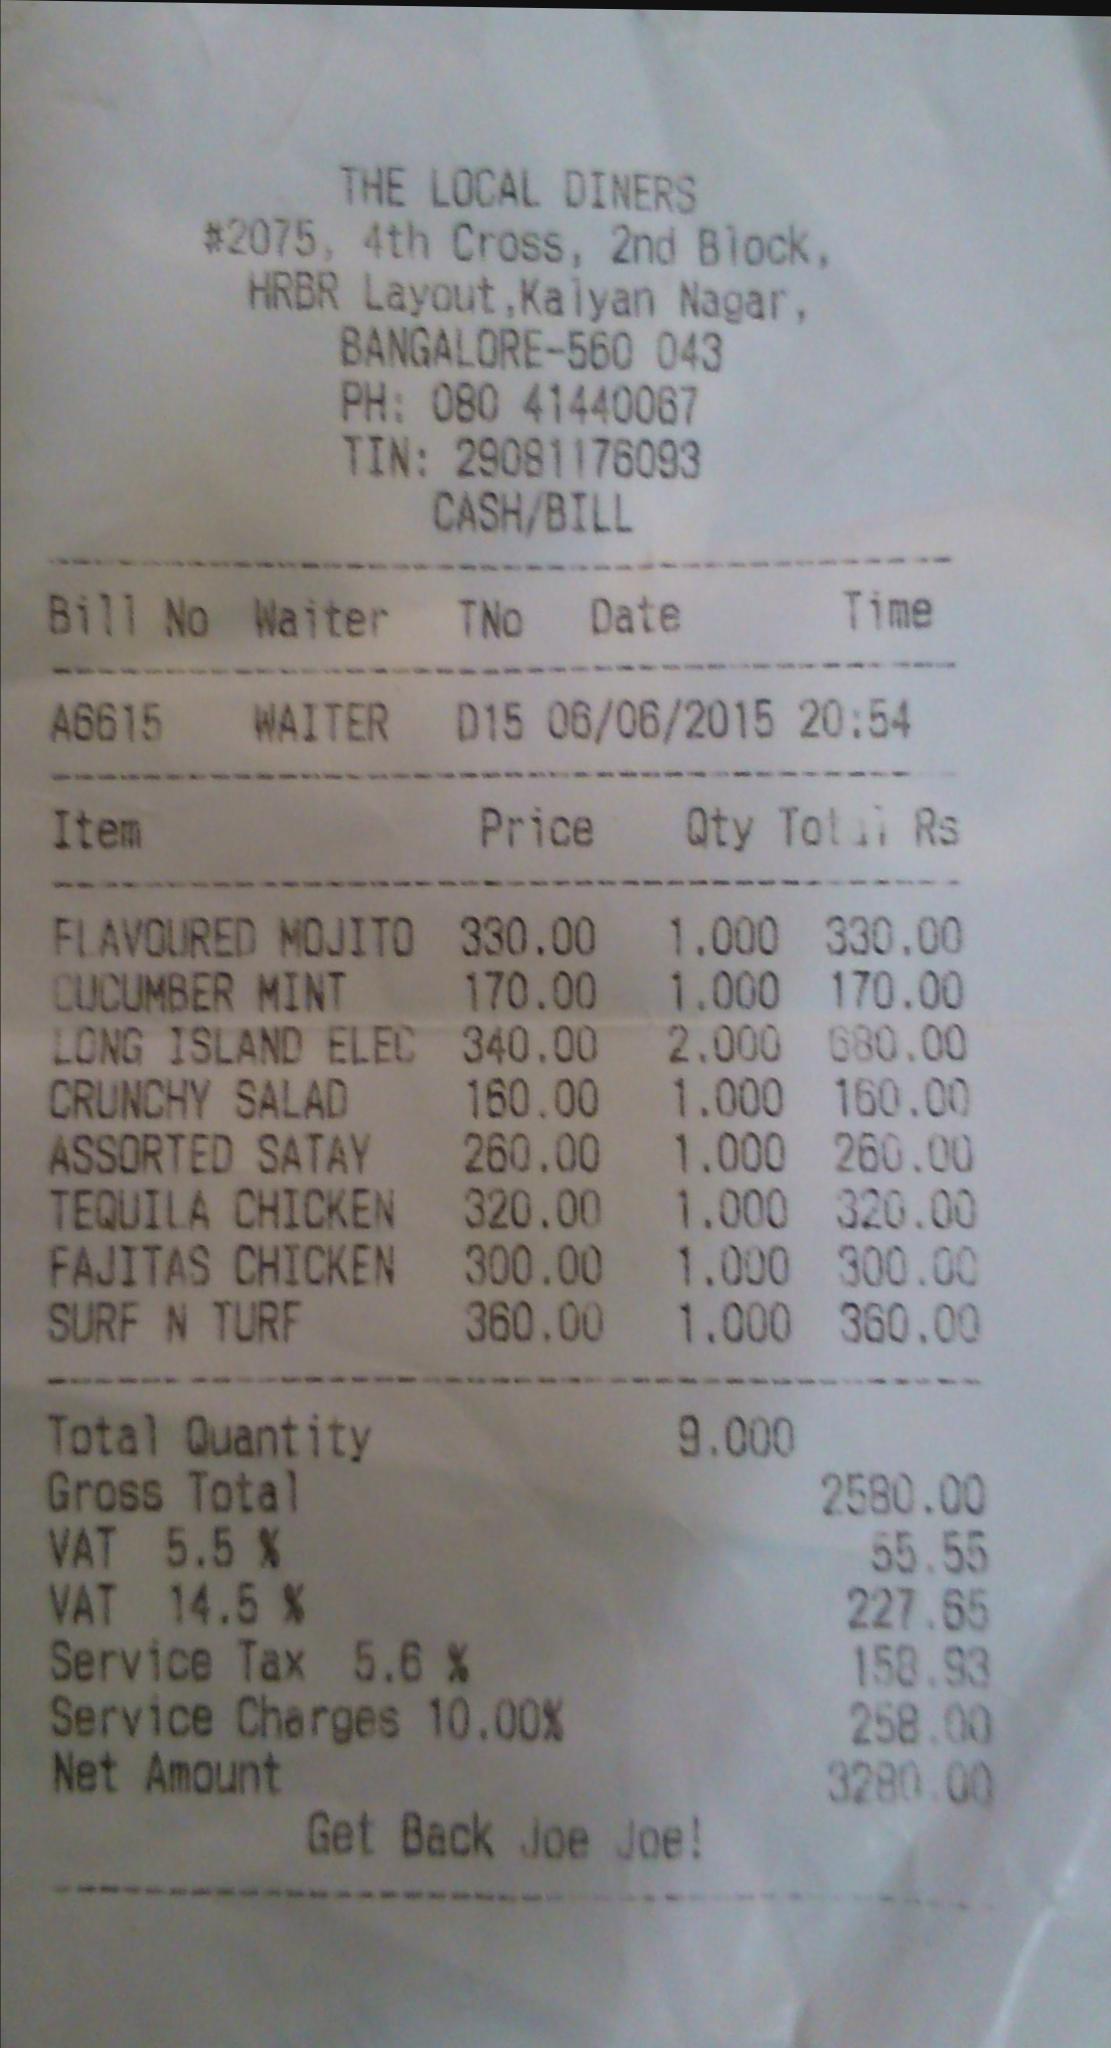 THE LOCAL DINERS
#2075, 4th Cross, 2nd Block,
HRBR Layout,Kalyan Nagar,
BANGALORE-560 043
PH: 080 41440067
TIN: 29081176093
CASH/BILL
Bill No Waiter TNo Date Time
A6615 WAITER D15 06/06/2015 20:54
Item Price Qty Total Rs
FLAVOURED MOJITO 330.00 1.000 330.00
CUCUMBER MINT 170.00 1.000 170.00
LONG ISLAND ELEC 340.00 2.000 680.00
CRUNCHY SALAD 160.00 1.000 160.00
ASSORTED SATAY 260.00 1.000 260.00
TEQUILA CHICKEN 320.00 1.000 320.00
FAJITAS CHICKEN 300.00 1.000 300.00
SURF N TURF 360.00 1.000 360.00
Total Quantity 9.000
Gross Total 2580.00
VAT 5.5 % 55.55
VAT 14.5 % 227.65
Service Tax 5.6 % 158.93
Service Charges 10.00% 258.00
Net Amount 3280.00
Get Back Joe Joe!